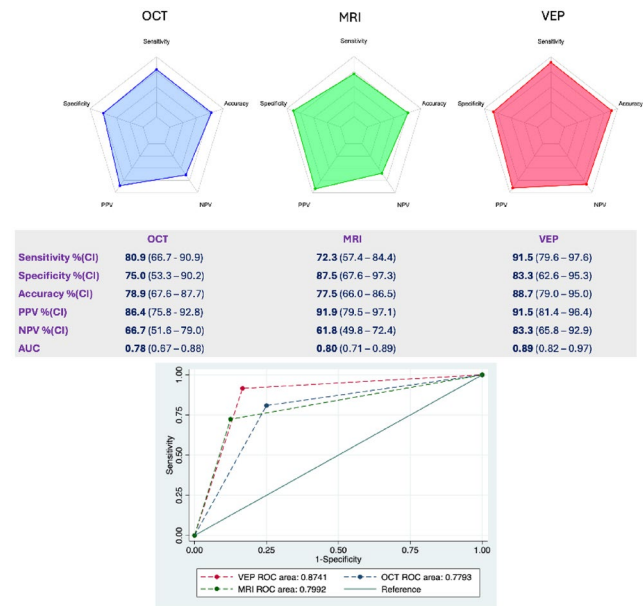 OCT MRI VEP
Sensitivity Sensitivity Sensitivity
Specificity Accuracy Specificity Accuracy Specificity Accuracy
PPV NPV PPV NPV PPV NPV
OCT MRI VEP
Sensitivity %(CI) 80.9 (66.7 - 90.9) 72.3 (57.4 – 84.4) 91.5 (79.6 – 97.6)
Specificity %(CI) 75.0 (53.3 – 90.2) 87.5 (67.6 – 97.3) 83.3 (62.6 – 95.3)
Accuracy %(CI) 78.9 (67.6 – 87.7) 77.5 (66.0 – 86.5) 88.7 (79.0 – 95.0)
PPV %(CI) 86.4 (75.8 - 92.8) 91.9 (79.5 – 97.1) 91.5 (81.4 – 96.4)
NPV %(CI) 66.7 (51.6 – 79.0) 61.8 (49.8 – 72.4) 83.3 (65.8 – 92.9)
AUC 0.78 (0.67 – 0.88) 0.80 (0.71 – 0.89) 0.89 (0.82 – 0.97)
1.00
0.75
0.50
0.25
0.00
Sensitivity
0.00 0.25 0.50 0.75 1.00
1-Specificity
VEP ROC area: 0.8741 OCT ROC area: 0.7793
MRI ROC area: 0.7992 Reference